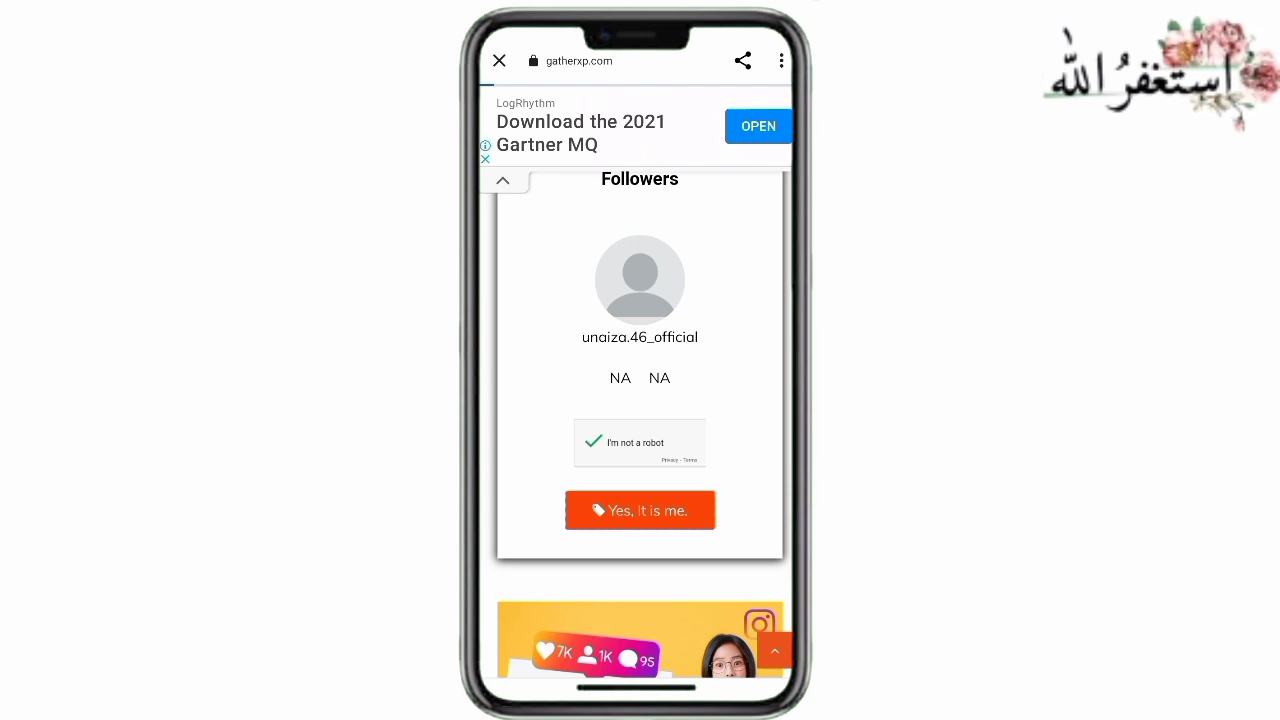 gatherxp.com
LogRhythm
Download the 2021
Gartner MQ
OPEN
Followers
unaiza.46_official
NA NA
I'm not a robot
Privacy - Terms
Yes, It is me.
7K 1K 95
استغفرُ اللّٰه